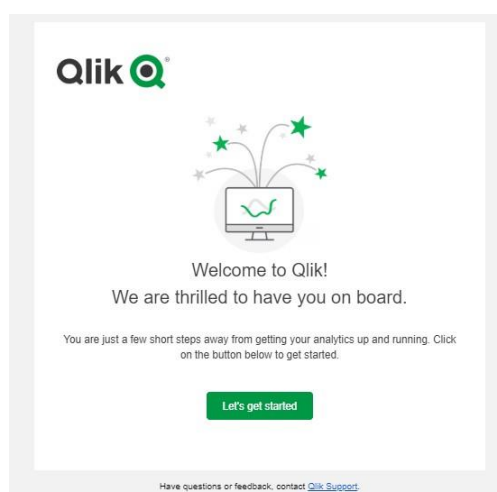 Qlik
Welcome to Qlik!
We are thrilled to have you on board.
You are just a few short steps away from getting your analytics up and running. Click
on the button below to get started.
Let's get started
Have questions or feedback, contact Qlik Support.